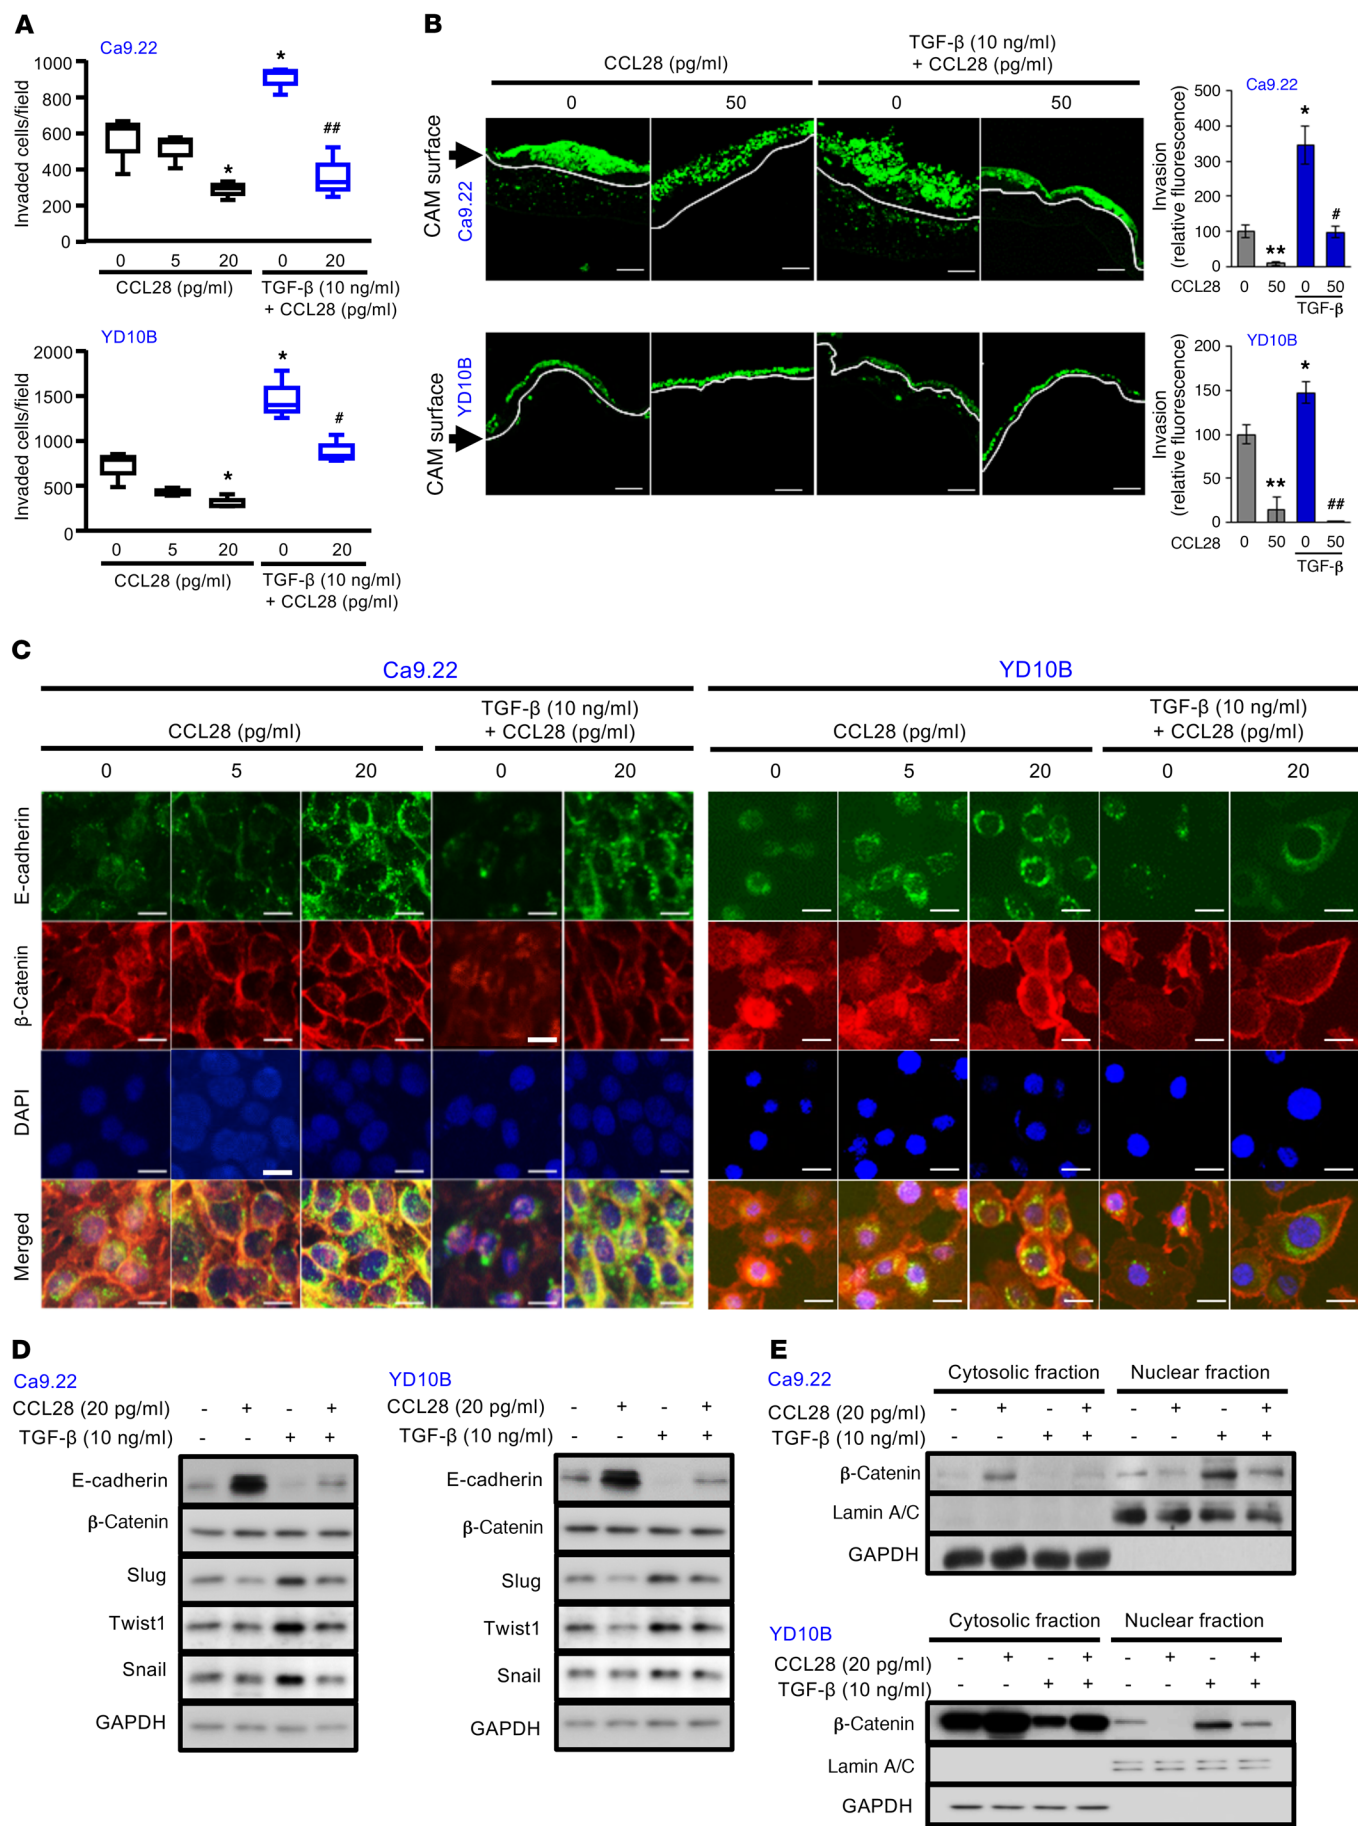 A
Ca9.22
Invaded cells/field
1000
800
600
400
200
0
*
*
##
0 5 20 0 20
CCL28 (pg/ml)
TGF-β (10 ng/ml)
+ CCL28 (pg/ml)
YD10B
Invaded cells/field
2000
1500
1000
500
0
*
*
#
0 5 20 0 20
CCL28 (pg/ml)
TGF-β (10 ng/ml)
+ CCL28 (pg/ml)
B
CCL28 (pg/ml)
TGF-β (10 ng/ml)
+ CCL28 (pg/ml)
0 50 0 50
CAM surface
Ca9.22
CAM surface
YD10B
Ca9.22
Invasion
(relative fluorescence)
500
400
300
200
100
0
**
*
#
CCL28 0 50 0 50
TGF-β
YD10B
Invasion
(relative fluorescence)
200
150
100
50
0
**
*
##
CCL28 0 50 0 50
TGF-β
C
Ca9.22
CCL28 (pg/ml)
TGF-β (10 ng/ml)
+ CCL28 (pg/ml)
0 5 20 0 20
YD10B
CCL28 (pg/ml)
TGF-β (10 ng/ml)
+ CCL28 (pg/ml)
0 5 20 0 20
E-cadherin
β-Catenin
DAPI
Merged
D
Ca9.22
CCL28 (20 pg/ml) - + - +
TGF-β (10 ng/ml) - - + +
E-cadherin
β-Catenin
Slug
Twist1
Snail
GAPDH
YD10B
CCL28 (20 pg/ml) - + - +
TGF-β (10 ng/ml) - - + +
E-cadherin
β-Catenin
Slug
Twist1
Snail
GAPDH
E
Ca9.22
Cytosolic fraction Nuclear fraction
CCL28 (20 pg/ml) - + - + - + - +
TGF-β (10 ng/ml) - - + + - - + +
β-Catenin
Lamin A/C
GAPDH
YD10B
Cytosolic fraction Nuclear fraction
CCL28 (20 pg/ml) - + - + - + - +
TGF-β (10 ng/ml) - - + + - - + +
β-Catenin
Lamin A/C
GAPDH